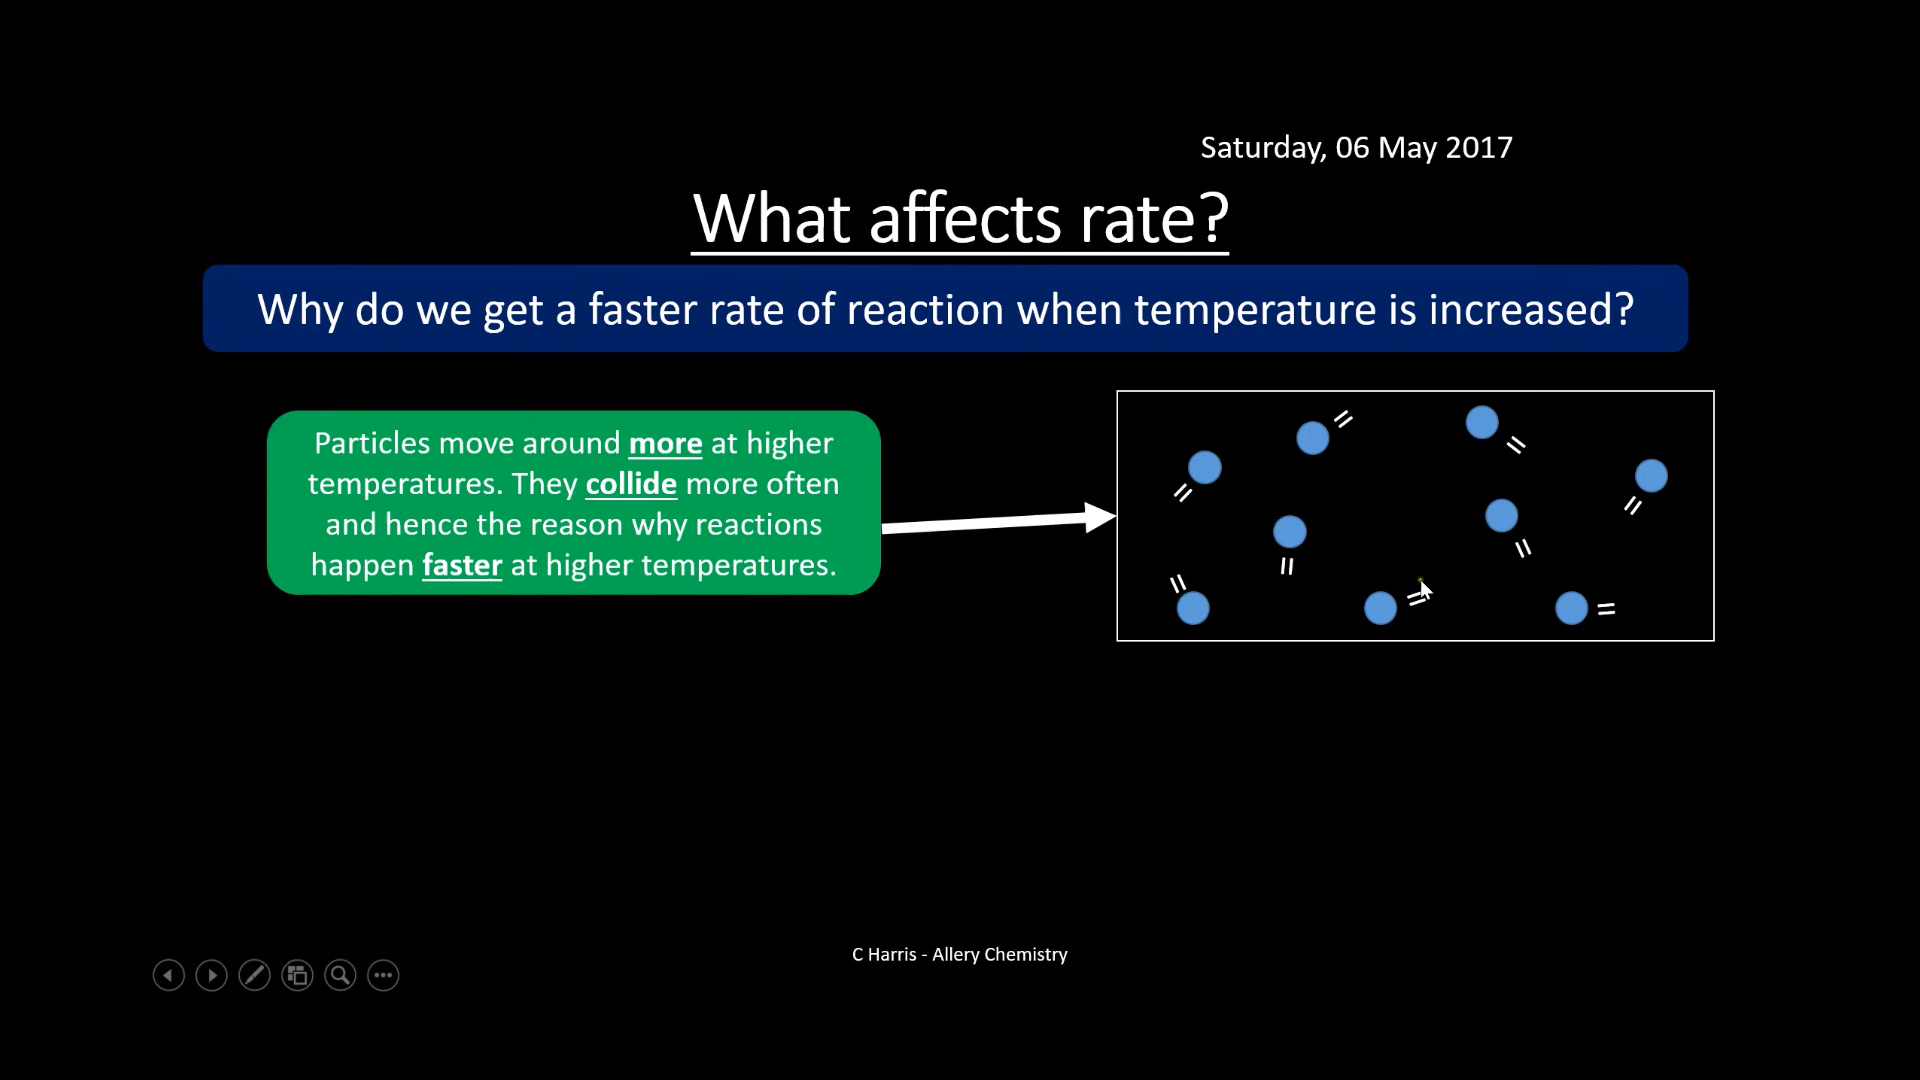 Saturday, 06 May 2017
What affects rate?
Why do we get a faster rate of reaction when temperature is increased?
Particles move around more at higher
temperatures. They collide more often
and hence the reason why reactions
happen faster at higher temperatures.
C Harris - Allery Chemistry